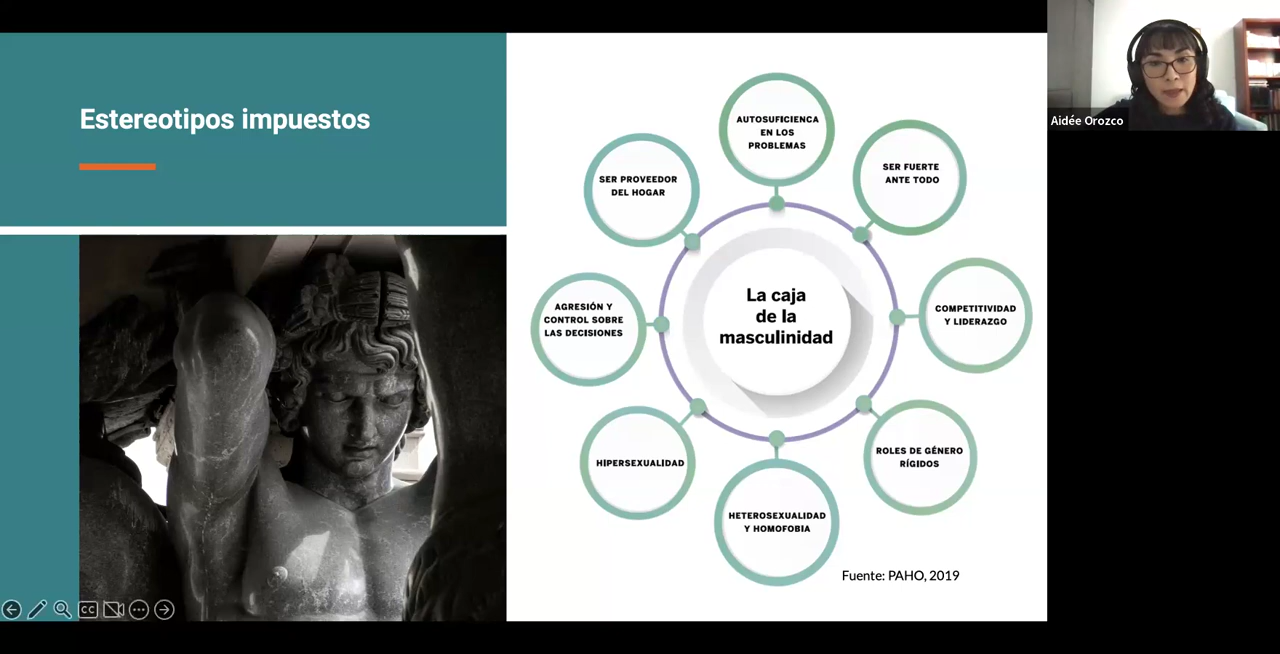 Estereotipos impuestos
AUTOSUFICIENCA
EN LOS
PROBLEMAS
SER FUERTE
ANTE TODO
COMPETITIVIDAD
Y LIDERAZGO
ROLES DE GÉNERO
RÍGIDOS
HETEROSEXUALIDAD
Y HOMOFOBIA
HIPERSEXUALIDAD
AGRESIÓN Y
CONTROL SOBRE
LAS DECISIONES
SER PROVEEDOR
DEL HOGAR
La caja
de la
masculinidad
Fuente: PAHO, 2019
Aidée Orozco
CC